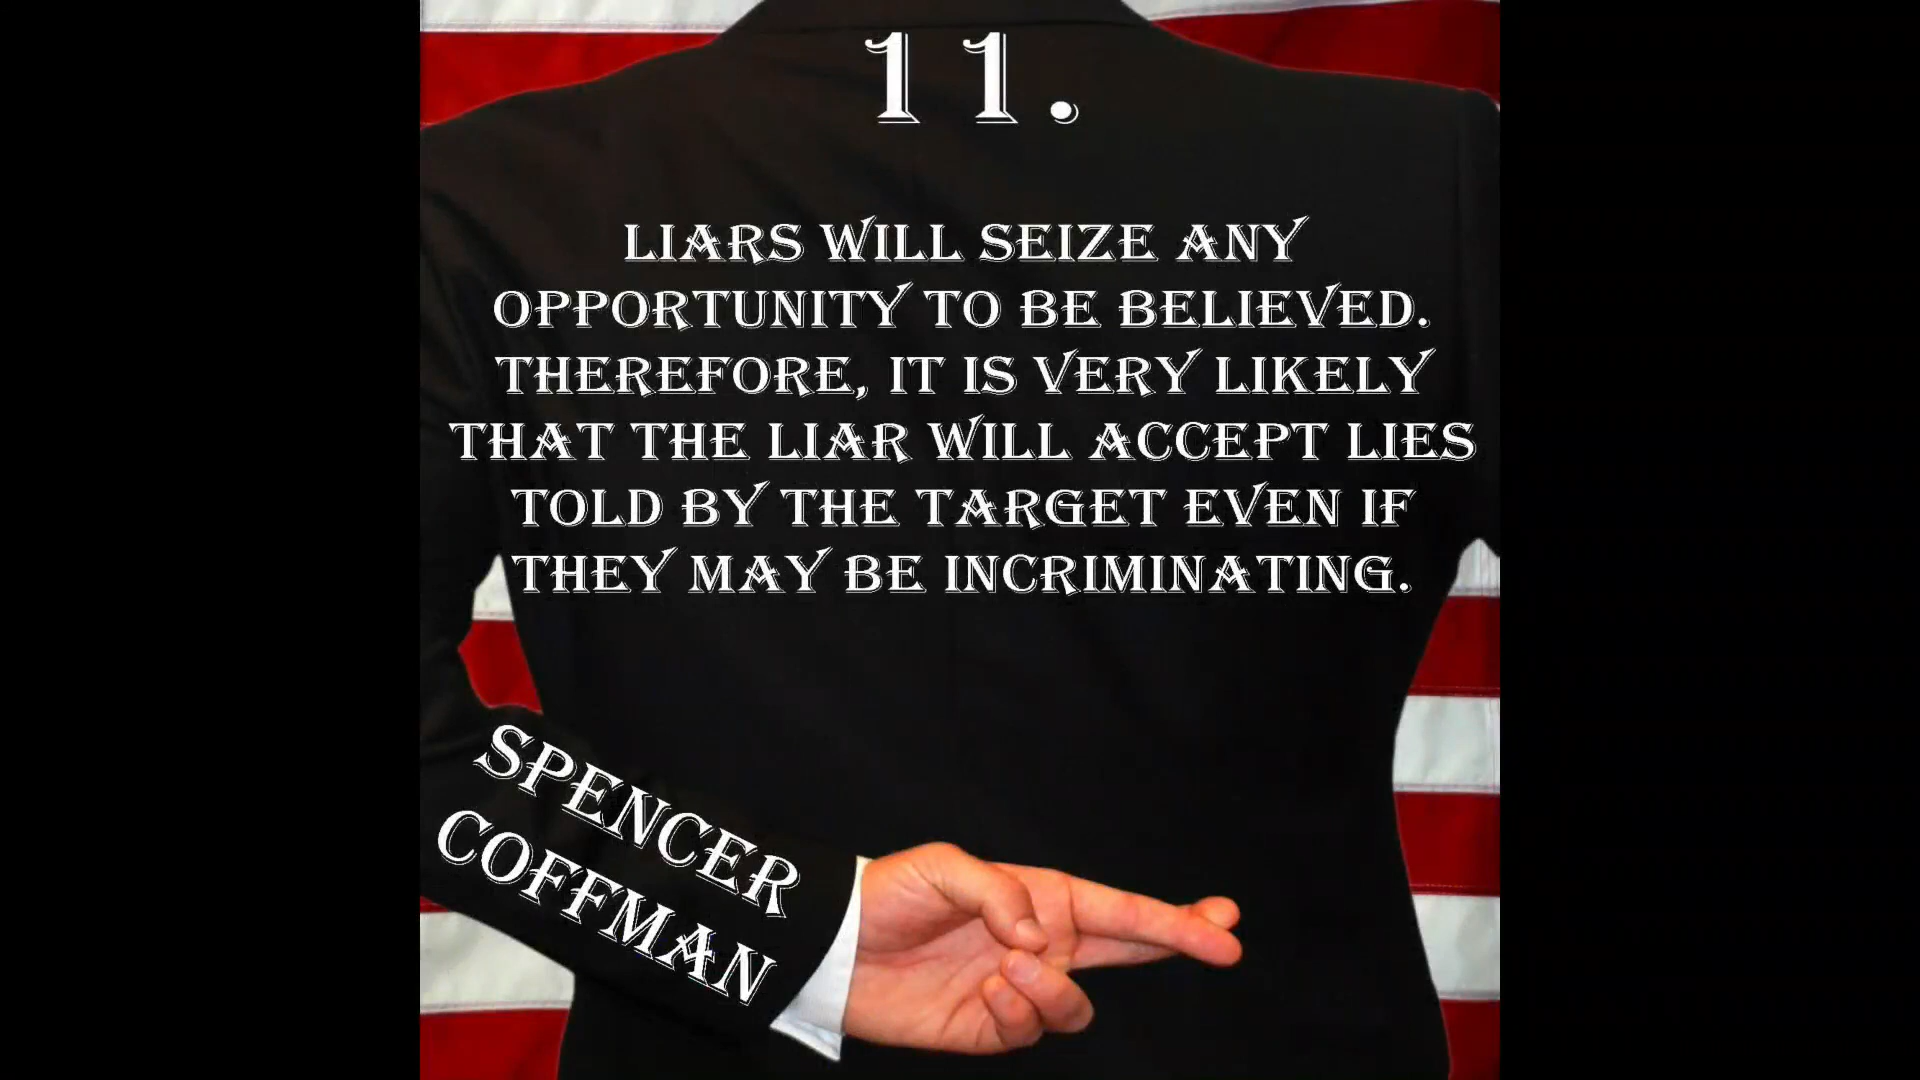 11.
LIARS WILL SEIZE ANY
OPPORTUNITY TO BE BELIEVED.
THEREFORE, IT IS VERY LIKELY
THAT THE LIAR WILL ACCEPT LIES
TOLD BY THE TARGET EVEN IF
THEY MAY BE INCRIMINATING.
SPENCER
COFFMAN